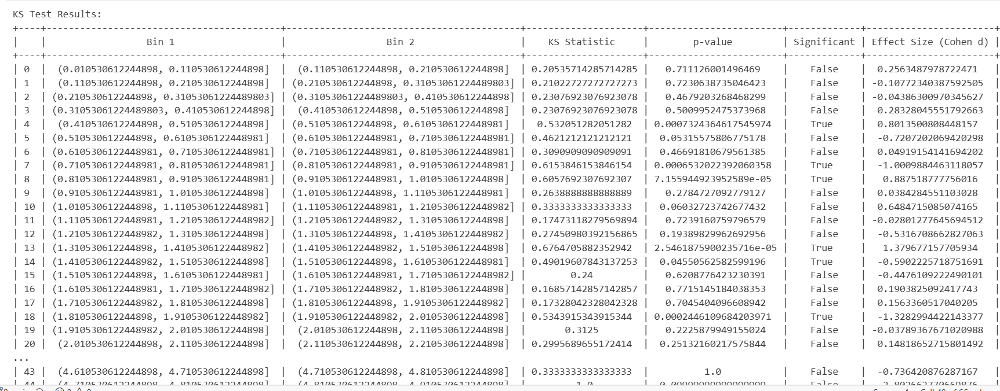 KS Test Results:
+----+------------------------------------------+------------------------------------------+---------------------+------------------------+-------------+-----------------------+
|    | Bin 1 | Bin 2 | KS Statistic | p-value | Significant | Effect Size (Cohen d) |
+----+------------------------------------------+------------------------------------------+---------------------+------------------------+-------------+-----------------------+
| 0 | (0.010530612244898, 0.110530612244898] | (0.110530612244898, 0.210530612244898] | 0.20535714285714285 | 0.711126001496469 | False | 0.2563487978722471 |
| 1 | (0.110530612244898, 0.210530612244898] | (0.210530612244898, 0.31053061224489803] | 0.21022727272727273 | 0.7230638735046423 | False | -0.10772340387592505 |
| 2 | (0.210530612244898, 0.31053061224489803] | (0.31053061224489803, 0.410530612244898] | 0.23076923076923078 | 0.4679203268468299 | False | -0.04386300970345627 |
| 3 | (0.31053061224489803, 0.410530612244898] | (0.410530612244898, 0.510530612244898] | 0.23076923076923078 | 0.5009952475373968 | False | 0.28328045551792663 |
| 4 | (0.410530612244898, 0.510530612244898] | (0.510530612244898, 0.6105306122448981] | 0.532051282051282 | 0.0007324364617545974 | True | 0.8013500808448157 |
| 5 | (0.510530612244898, 0.6105306122448981] | (0.6105306122448981, 0.7105306122448981] | 0.4621212121212121 | 0.05315575806775178 | False | -0.7207202069420298 |
| 6 | (0.6105306122448981, 0.7105306122448981] | (0.7105306122448981, 0.8105306122448981] | 0.3090909090909091 | 0.46691810679561385 | False | 0.04919154141694202 |
| 7 | (0.7105306122448981, 0.8105306122448981] | (0.8105306122448981, 0.9105306122448981] | 0.6153846153846154 | 0.0006532022392060358 | True | -1.0009884463118057 |
| 8 | (0.8105306122448981, 0.9105306122448981] | (0.9105306122448981, 1.010530612244898] | 0.6057692307692307 | 7.155944923952589e-05 | True | 0.887518777756016 |
| 9 | (0.9105306122448981, 1.010530612244898] | (1.010530612244898, 1.1105306122448981] | 0.2638888888888889 | 0.2784727092779127 | False | 0.0384284551103028 |
| 10 | (1.010530612244898, 1.1105306122448981] | (1.1105306122448981, 1.2105306122448982] | 0.3333333333333333 | 0.06032723742677432 | False | 0.6484715085074165 |
| 11 | (1.1105306122448981, 1.2105306122448982] | (1.2105306122448982, 1.310530612244898] | 0.17473118279569894 | 0.7239160759796579 | False | -0.02801277645694512 |
| 12 | (1.2105306122448982, 1.310530612244898] | (1.310530612244898, 1.4105306122448982] | 0.27450980392156865 | 0.19389829962692956 | False | -0.5316708662827063 |
| 13 | (1.310530612244898, 1.4105306122448982] | (1.4105306122448982, 1.510530612244898] | 0.6764705882352942 | 2.5461875900235716e-05 | True | 1.379677157705934 |
| 14 | (1.4105306122448982, 1.510530612244898] | (1.510530612244898, 1.6105306122448981] | 0.49019607843137253 | 0.04550562582599196 | True | -0.5902225718751691 |
| 15 | (1.510530612244898, 1.6105306122448981] | (1.6105306122448981, 1.7105306122448982] | 0.24 | 0.6208776423230391 | False | -0.4476109222490101 |
| 16 | (1.6105306122448981, 1.7105306122448982] | (1.7105306122448982, 1.810530612244898] | 0.16857142857142857 | 0.7715145184038353 | False | 0.1903825092417743 |
| 17 | (1.7105306122448982, 1.810530612244898] | (1.810530612244898, 1.9105306122448982] | 0.17328042328042328 | 0.7045404096608942 | False | 0.1563360517040205 |
| 18 | (1.810530612244898, 1.9105306122448982] | (1.9105306122448982, 2.010530612244898] | 0.5343915343915344 | 0.0002446109684203971 | True | -1.3282994422143377 |
| 19 | (1.9105306122448982, 2.010530612244898] | (2.010530612244898, 2.110530612244898] | 0.3125 | 0.2225879949155024 | False | -0.03789367671020988 |
| 20 | (2.010530612244898, 2.110530612244898] | (2.110530612244898, 2.210530612244898] | 0.2995689655172414 | 0.25132160217575844 | False | 0.14818652715801492 |
...
| 43 | (4.610530612244898, 4.710530612244898] | (4.710530612244898, 4.810530612244898] | 0.3333333333333333 | 1.0 | False | -0.736420876287167 |